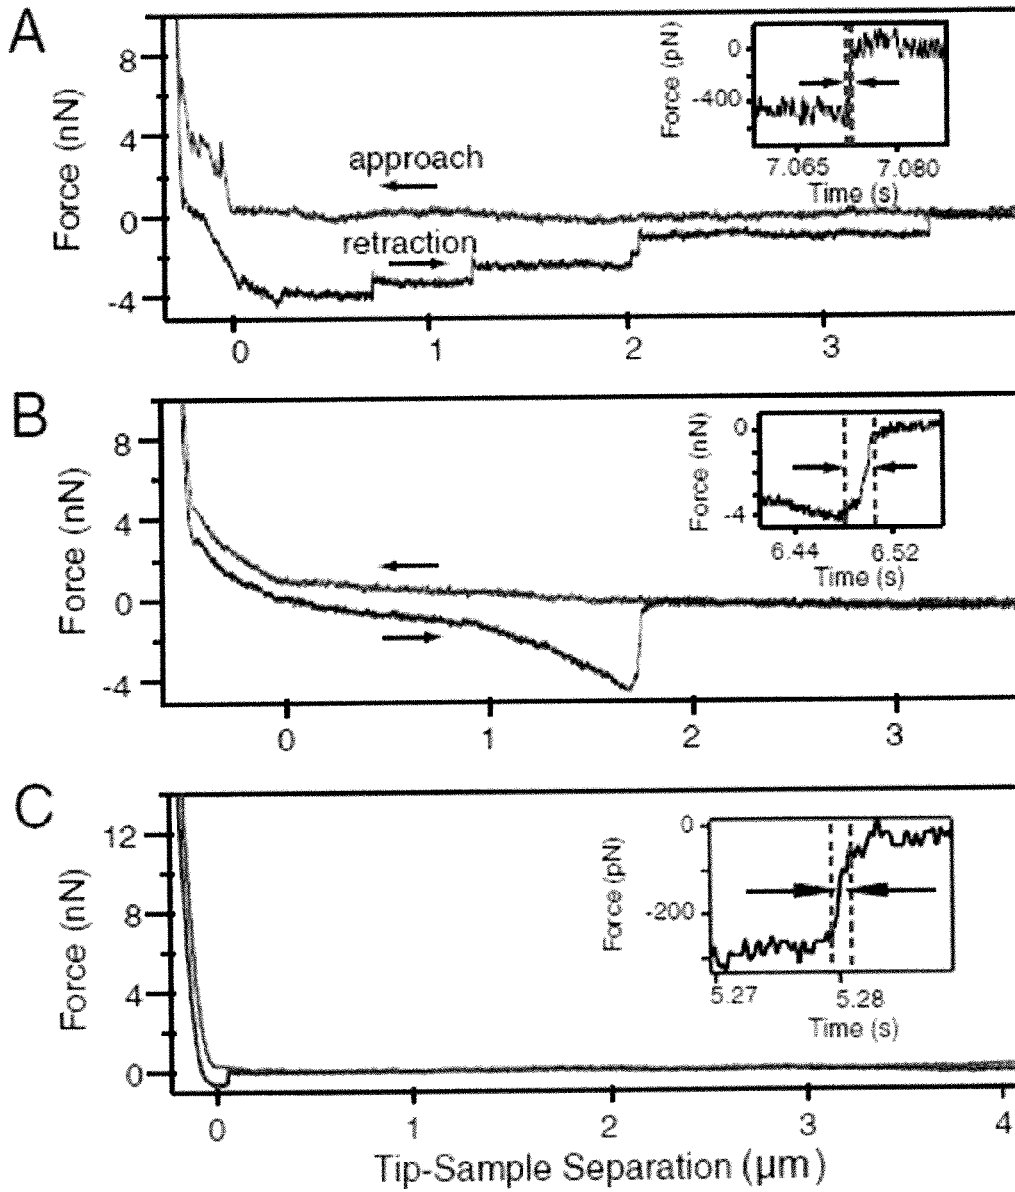 A
Force (nN)
8
4
0
-4
approach
retraction
0
1
2
3
Force (pN)
0
-400
7.065
7.080
Time (s)
B
Force (nN)
8
4
0
-4
0
1
2
3
Force (nN)
0
-4
6.44
6.52
Time (s)
C
Force (nN)
12
8
4
0
0
1
2
3
4
Force (pN)
0
-200
5.27
5.28
Time (s)
Tip-Sample Separation (µm)